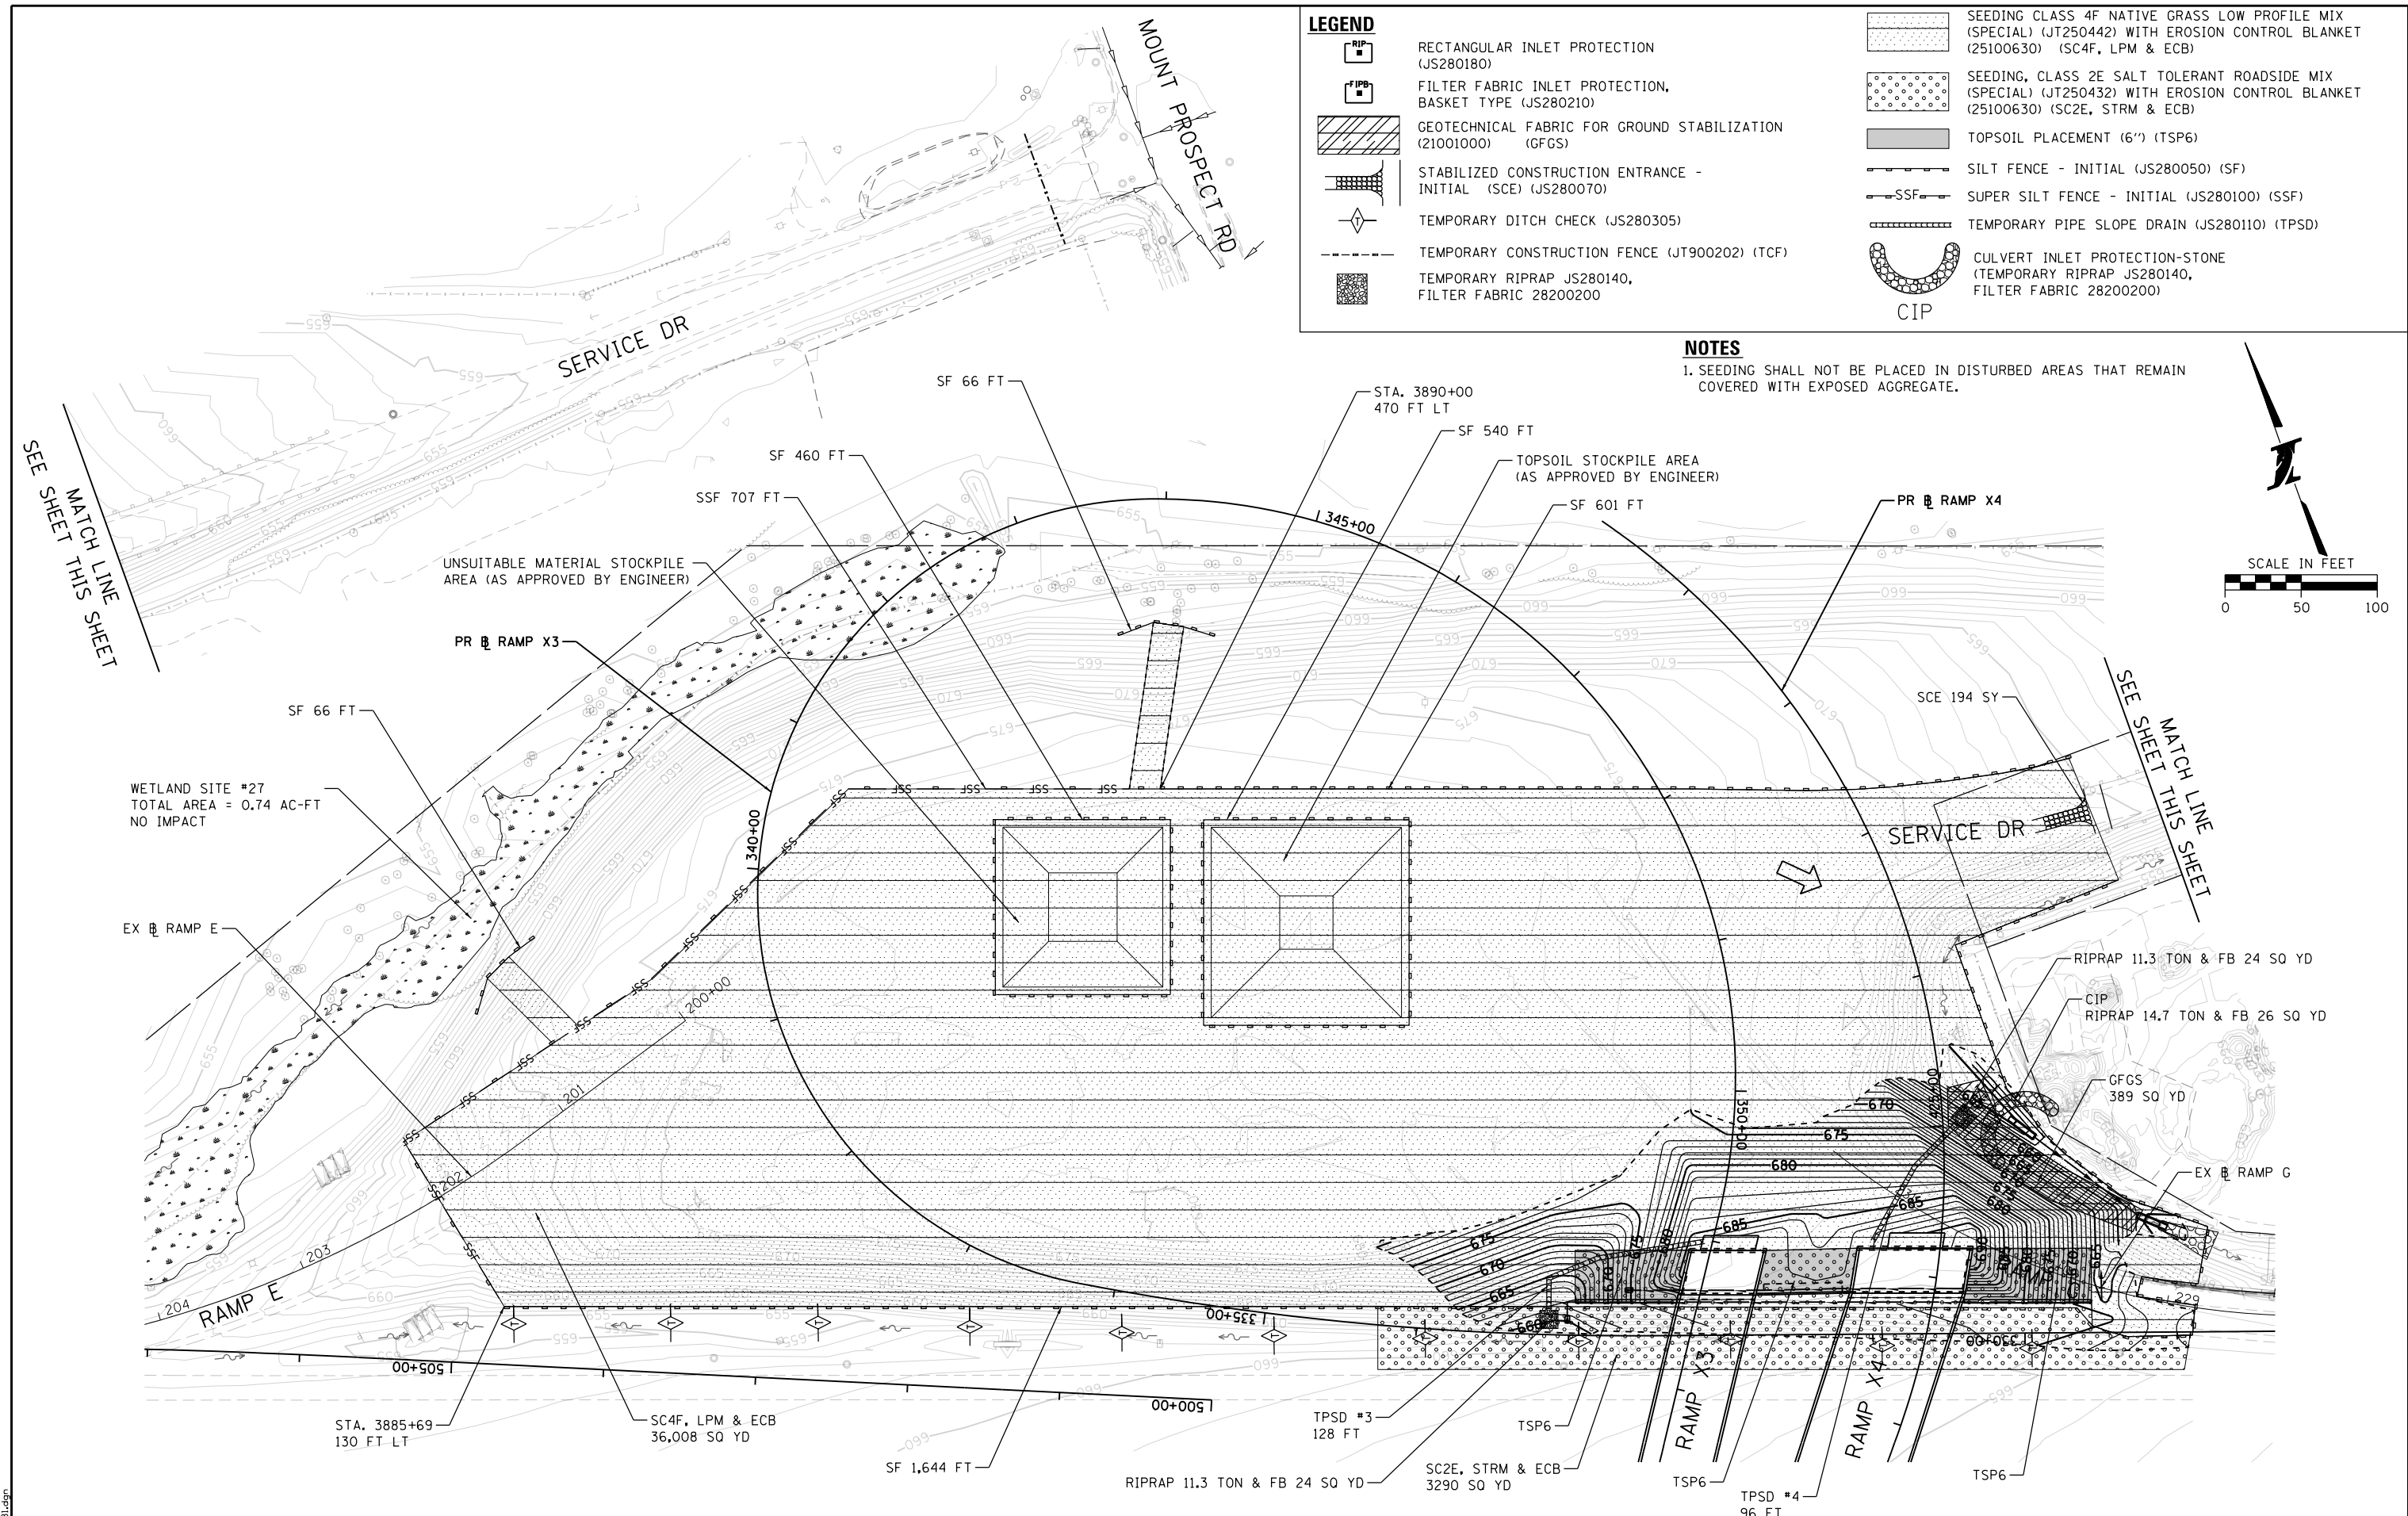 LEGEND
RIP
RECTANGULAR INLET PROTECTION
(JS280180)
FIPB
FILTER FABRIC INLET PROTECTION,
BASKET TYPE (JS280210)
GEOTECHNICAL FABRIC FOR GROUND STABILIZATION
(21001000) (GFGS)
STABILIZED CONSTRUCTION ENTRANCE -
INITIAL (SCE) (JS280070)
T
TEMPORARY DITCH CHECK (JS280305)
TEMPORARY CONSTRUCTION FENCE (JT900202) (TCF)
TEMPORARY RIPRAP JS280140,
FILTER FABRIC 28200200
SEEDING CLASS 4F NATIVE GRASS LOW PROFILE MIX
(SPECIAL) (JT250442) WITH EROSION CONTROL BLANKET
(25100630) (SC4F, LPM & ECB)
SEEDING, CLASS 2E SALT TOLERANT ROADSIDE MIX
(SPECIAL) (JT250432) WITH EROSION CONTROL BLANKET
(25100630) (SC2E, STRM & ECB)
TOPSOIL PLACEMENT (6") (TSP6)
SILT FENCE - INITIAL (JS280050) (SF)
SSF
SUPER SILT FENCE - INITIAL (JS280100) (SSF)
TEMPORARY PIPE SLOPE DRAIN (JS280110) (TPSD)
CULVERT INLET PROTECTION-STONE
(TEMPORARY RIPRAP JS280140,
FILTER FABRIC 28200200)
CIP
NOTES
1. SEEDING SHALL NOT BE PLACED IN DISTURBED AREAS THAT REMAIN
COVERED WITH EXPOSED AGGREGATE.
SCALE IN FEET
0 50 100
MOUNT PROSPECT RD
SERVICE DR
MATCH LINE
SEE SHEET THIS SHEET
SF 66 FT
STA. 3890+00
470 FT LT
SF 540 FT
SF 460 FT
TOPSOIL STOCKPILE AREA
(AS APPROVED BY ENGINEER)
SSF 707 FT
SF 601 FT
PR BL RAMP X4
345+00
UNSUITABLE MATERIAL STOCKPILE
AREA (AS APPROVED BY ENGINEER)
PR BL RAMP X3
SF 66 FT
SCE 194 SY
MATCH LINE
SEE SHEET THIS SHEET
WETLAND SITE #27
TOTAL AREA = 0.74 AC-FT
NO IMPACT
340+00
SERVICE DR
EX BL RAMP E
RIPRAP 11.3 TON & FB 24 SQ YD
CIP
RIPRAP 14.7 TON & FB 26 SQ YD
200+00
201
202
203
204
GFGS
389 SQ YD
350+00
425+00
EX BL RAMP G
RAMP E
335+00
330+00
229
505+00
500+00
RAMP X3
RAMP X4
STA. 3885+69
130 FT LT
SC4F, LPM & ECB
36,008 SQ YD
SF 1,644 FT
TPSD #3
128 FT
TSP6
RIPRAP 11.3 TON & FB 24 SQ YD
SC2E, STRM & ECB
3290 SQ YD
TSP6
TPSD #4
96 FT
TSP6